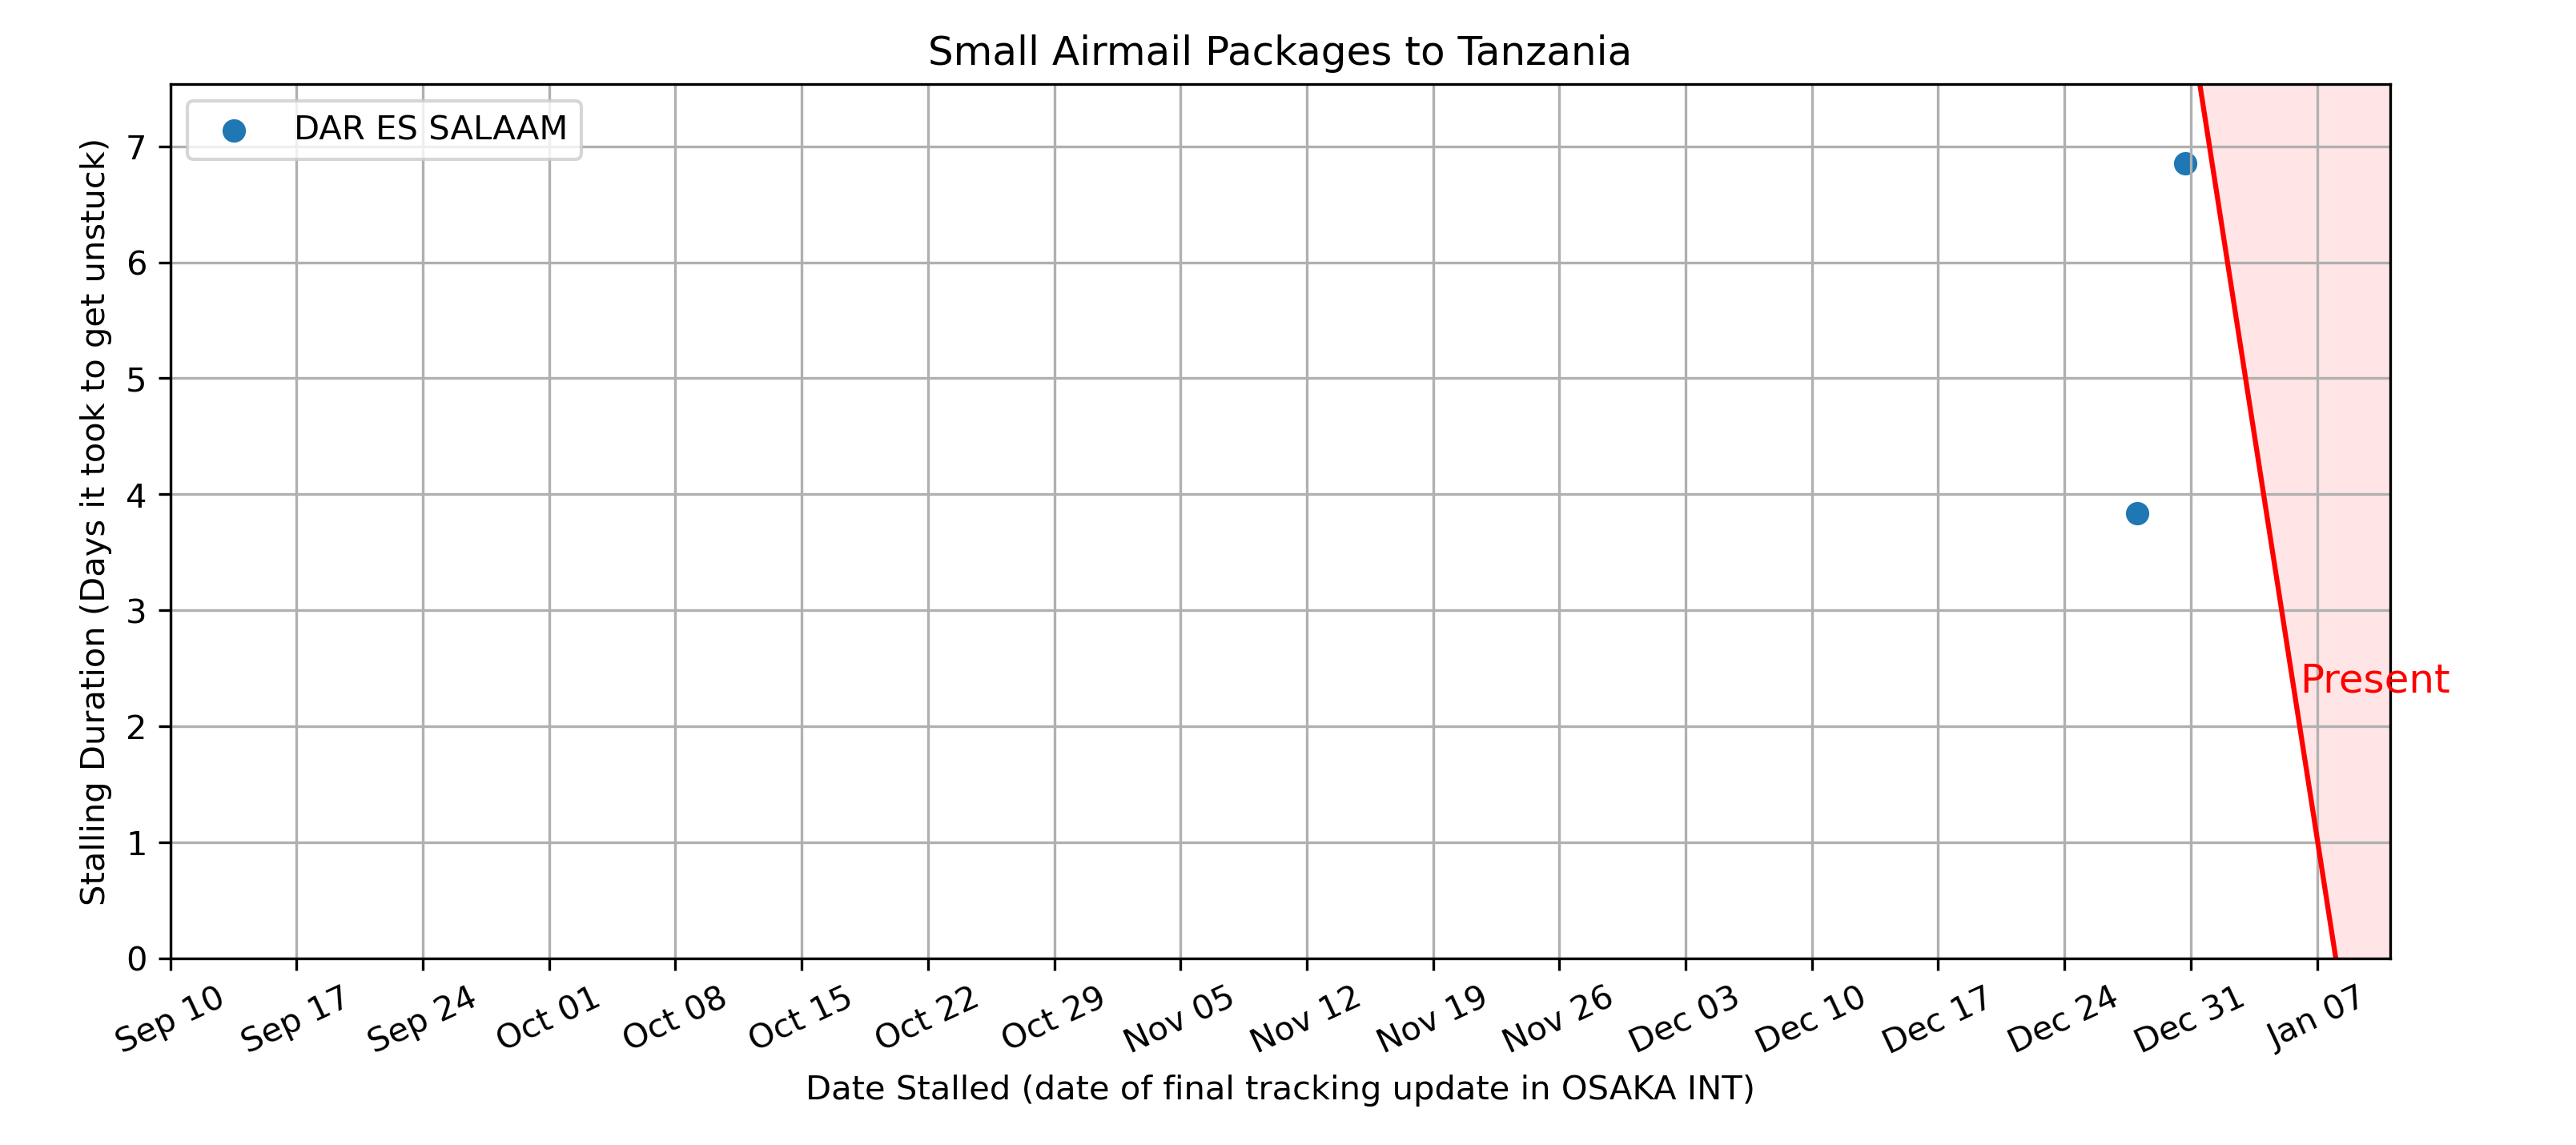 Small Airmail Packages to Tanzania
DAR ES SALAAM
Stalling Duration (Days it took to get unstuck)
7
6
5
4
3
2
1
0
Present
Sep 10
Sep 17
Sep 24
Oct 01
Oct 08
Oct 15
Oct 22
Oct 29
Nov 05
Nov 12
Nov 19
Nov 26
Dec 03
Dec 10
Dec 17
Dec 24
Dec 31
Jan 07
Date Stalled (date of final tracking update in OSAKA INT)